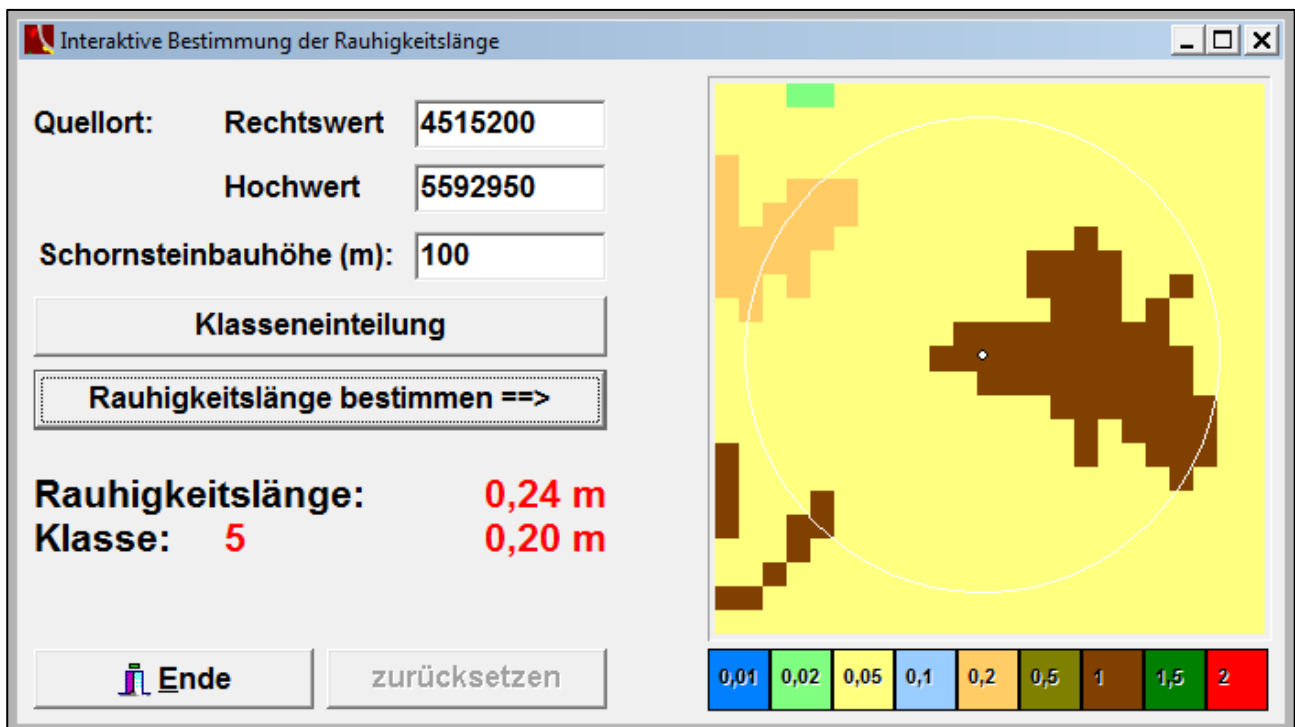 Interaktive Bestimmung der Rauhigkeitslänge
Quellort: Rechtswert 4515200
Hochwert 5592950
Schornsteinbauhöhe (m): 100
Klasseneinteilung
Rauhigkeitslänge bestimmen ==>
Rauhigkeitslänge: 0,24 m
Klasse: 5 0,20 m
Ende zurücksetzen
0,01 0,02 0,05 0,1 0,2 0,5 1 1,5 2